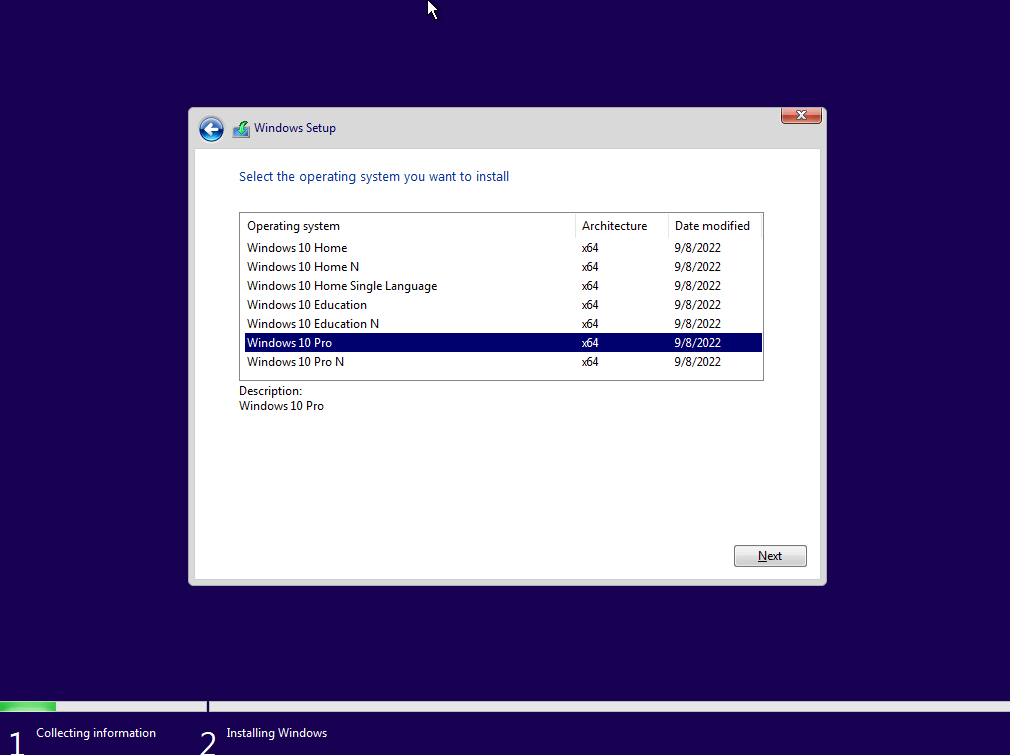 Windows Setup
x
Select the operating system you want to install
Operating system Architecture Date modified
Windows 10 Home x64 9/8/2022
Windows 10 Home N x64 9/8/2022
Windows 10 Home Single Language x64 9/8/2022
Windows 10 Education x64 9/8/2022
Windows 10 Education N x64 9/8/2022
Windows 10 Pro x64 9/8/2022
Windows 10 Pro N x64 9/8/2022
Description:
Windows 10 Pro
Next
1 Collecting information 2 Installing Windows